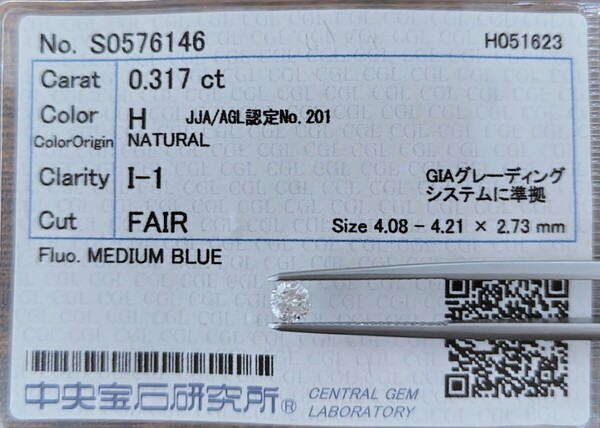 No. S0576146 H051623
Carat 0.317 ct
Color H JJA/AGL認定No. 201
ColorOrigin NATURAL
Clarity I-1 GIAグレーディング
システムに準拠
Cut FAIR Size 4.08 - 4.21 × 2.73 mm
Fluo. MEDIUM BLUE
中央宝石研究所® CENTRAL GEM
LABORATORY